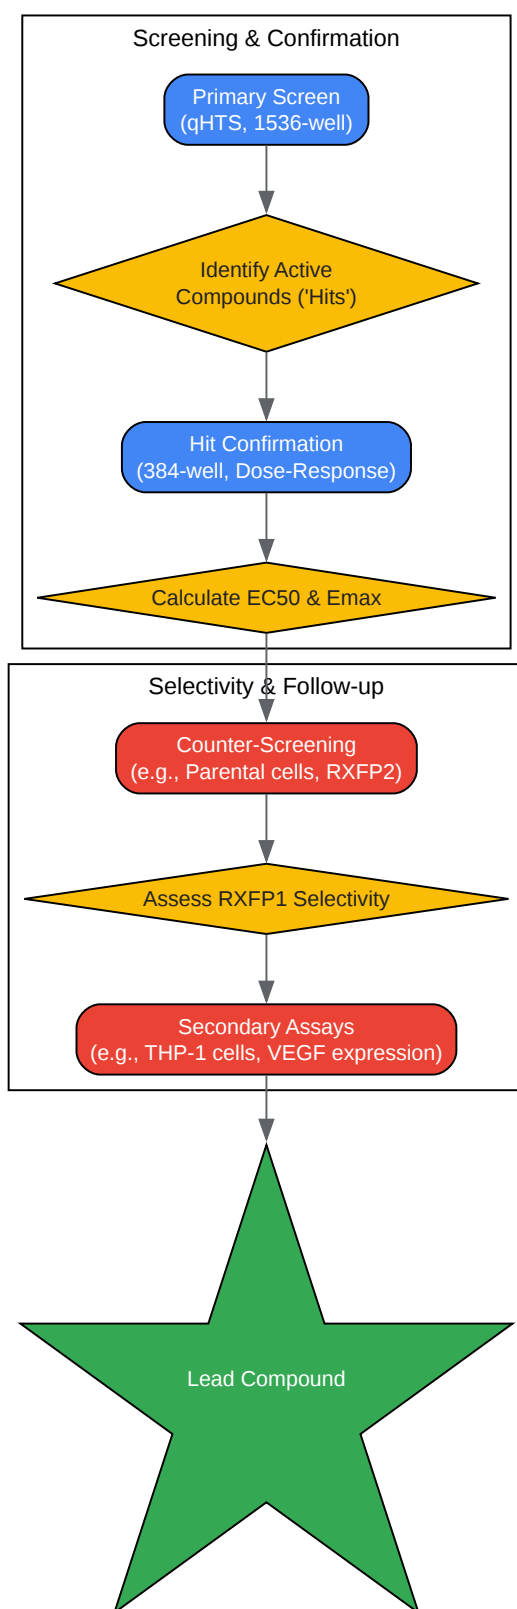 Screening & Confirmation
Primary Screen
(qHTS, 1536-well)
Identify Active
Compounds ('Hits')
Hit Confirmation
(384-well, Dose-Response)
Calculate EC50 & Emax
Selectivity & Follow-up
Counter-Screening
(e.g., Parental cells, RXFP2)
Assess RXFP1 Selectivity
Secondary Assays
(e.g., THP-1 cells, VEGF expression)
Lead Compound